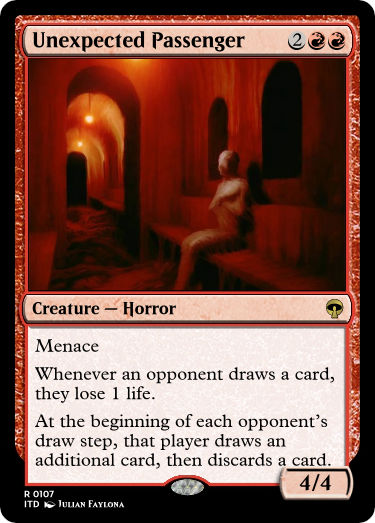 Unexpected Passenger 2
Creature — Horror
Menace
Whenever an opponent draws a card,
they lose 1 life.
At the beginning of each opponent's
draw step, that player draws an
additional card, then discards a card.
4/4
R 0107
ITD Julian Faylona